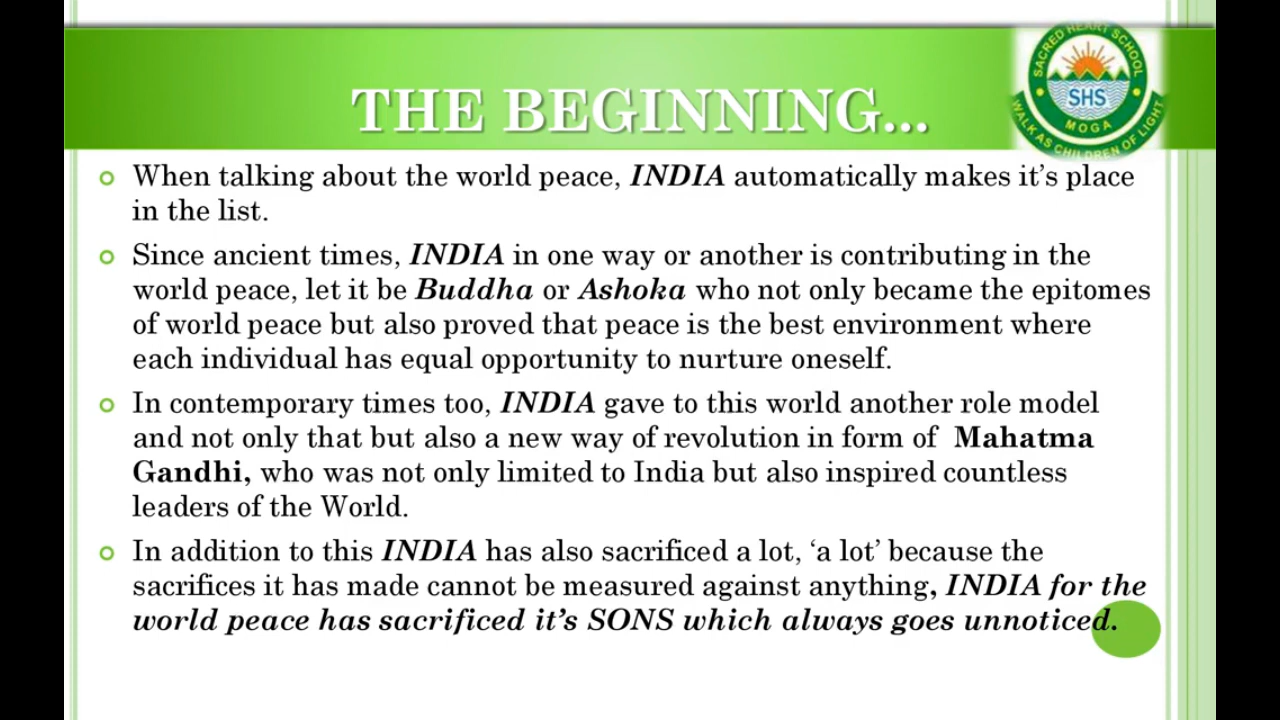 THE BEGINNING...
SACRED HEART SCHOOL
SHS
MOGA
WALK AS CHILDREN OF LIGHT
When talking about the world peace, INDIA automatically makes it’s place
in the list.
Since ancient times, INDIA in one way or another is contributing in the
world peace, let it be Buddha or Ashoka who not only became the epitomes
of world peace but also proved that peace is the best environment where
each individual has equal opportunity to nurture oneself.
In contemporary times too, INDIA gave to this world another role model
and not only that but also a new way of revolution in form of Mahatma
Gandhi, who was not only limited to India but also inspired countless
leaders of the World.
In addition to this INDIA has also sacrificed a lot, ‘a lot’ because the
sacrifices it has made cannot be measured against anything, INDIA for the
world peace has sacrificed it’s SONS which always goes unnoticed.